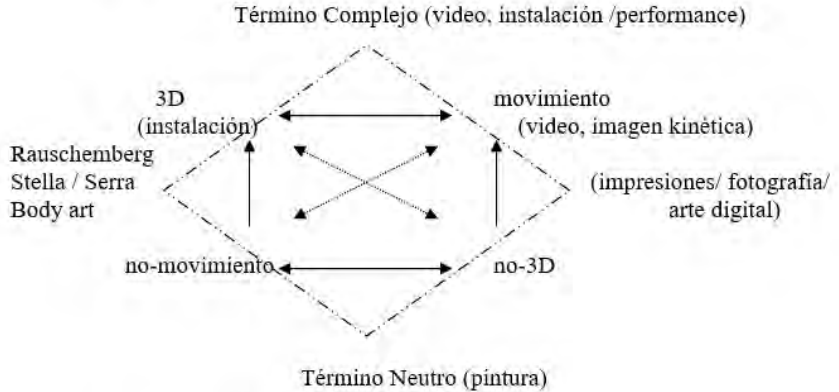 Término Complejo (video, instalación /performance)
3D
(instalación)
movimiento
(video, imagen kinètica)
Rauschemberg
Stella / Serra
Body art
(impresiones/ fotografía/
arte digital)
no-movimiento
no-3D
Término Neutro (pintura)